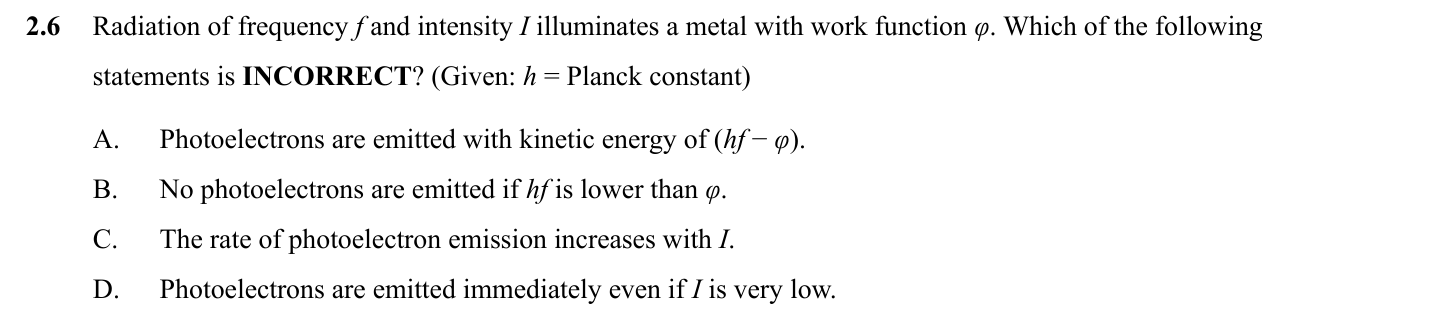 2.6 Radiation of frequency f and intensity I illuminates a metal with work function φ. Which of the following
statements is INCORRECT? (Given: h = Planck constant)
A. Photoelectrons are emitted with kinetic energy of (hf − φ).
B. No photoelectrons are emitted if hf is lower than φ.
C. The rate of photoelectron emission increases with I.
D. Photoelectrons are emitted immediately even if I is very low.